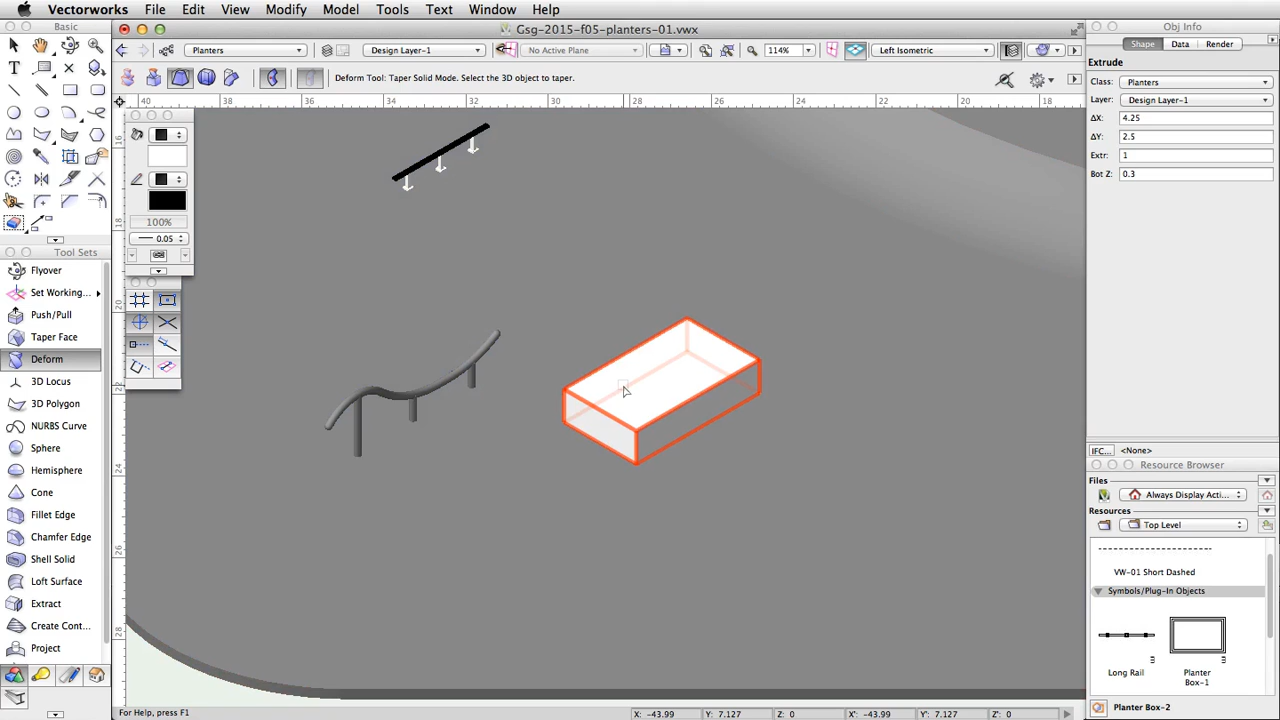 Vectorworks File Edit View Modify Model Tools Text Window Help
Basic
Gsg-2015-f05-planters-01.vwx
Obj Info
Planters Design Layer-1 No Active Plane 114% Left Isometric
Shape Data Render
Deform Tool: Taper Solid Mode. Select the 3D object to taper.
Extrude
Class: Planters
Layer: Design Layer-1
ΔX: 4.25
ΔY: 2.5
Extr: 1
Bot Z: 0.3
40 38 36 34 32 30 28 26 24 22 20 18
16
18
20
22
24
26
28
100%
0.05
Tool Sets
Flyover
Set Working...
Push/Pull
Taper Face
Deform
3D Locus
3D Polygon
NURBS Curve
Sphere
Hemisphere
Cone
Fillet Edge
Chamfer Edge
Shell Solid
Loft Surface
Extract
Create Cont...
Project
IFC... <None>
Resource Browser
Files
Always Display Acti...
Resources
Top Level
VW-01 Short Dashed
Symbols/Plug-In Objects
Long Rail
Planter
Box-1
Planter Box-2
For Help, press F1
X: -43.99 Y: 7.127 Z: 0 X': -43.99 Y': 7.127 Z': 0